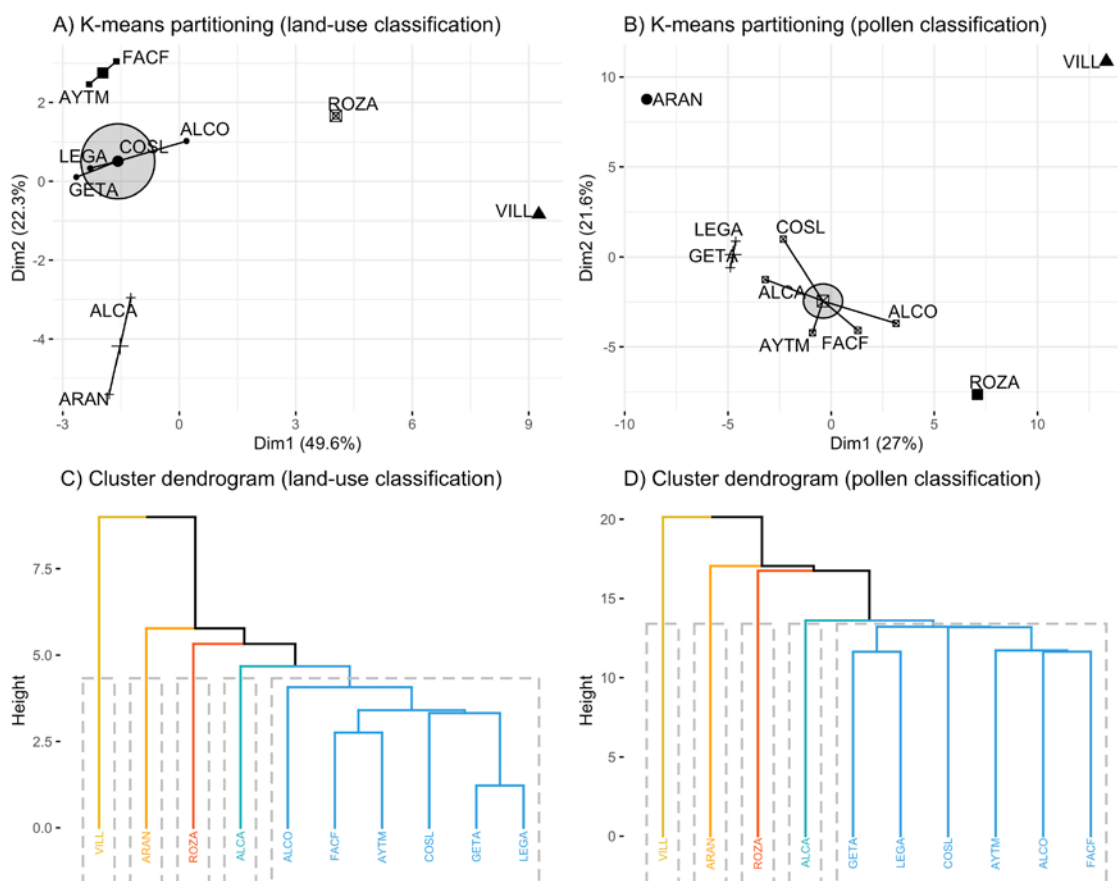 A) K-means partitioning (land-use classification)
FACF
AYTM
ROZA
ALCO
COSL
LEGA
GETA
VILL
ALCA
ARAN
2
0
-2
-4
Dim2 (22.3%)
-3
0
3
6
9
Dim1 (49.6%)
B) K-means partitioning (pollen classification)
VILL
ARAN
COSL
LEGA
GETA
ALCA
ALCO
AYTM
FACF
ROZA
10
5
0
-5
Dim2 (21.6%)
-10
-5
0
5
10
Dim1 (27%)
C) Cluster dendrogram (land-use classification)
7.5
5.0
2.5
0.0
Height
VILL
ARAN
ROZA
ALCA
ALCO
FACF
AYTM
COSL
GETA
LEGA
D) Cluster dendrogram (pollen classification)
20
15
10
5
0
Height
VILL
ARAN
ROZA
ALCA
GETA
LEGA
COSL
AYTM
ALCO
FACF